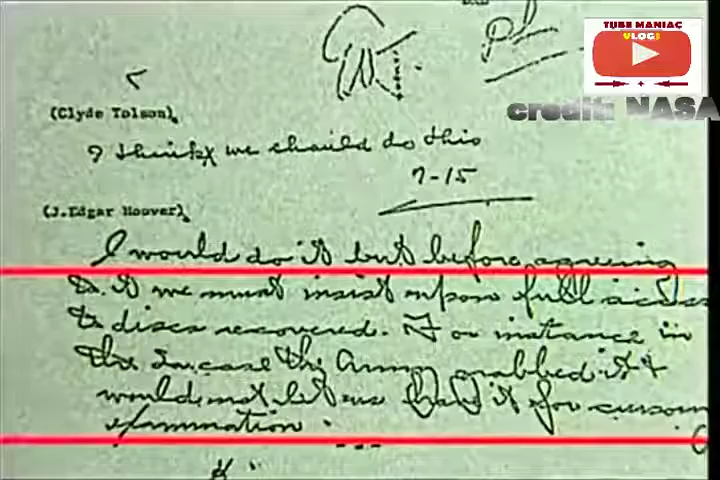 TUBE MANIAC
VLOGS
credit: NASA
(Clyde Tolson)
I think we should do this
7-15
(J.Edgar Hoover)
I would do it but before agreeing
to it we must insist upon full access
to discs recovered. For instance in
the case the Army grabbed it &
would not let us have it for cursory
examination.